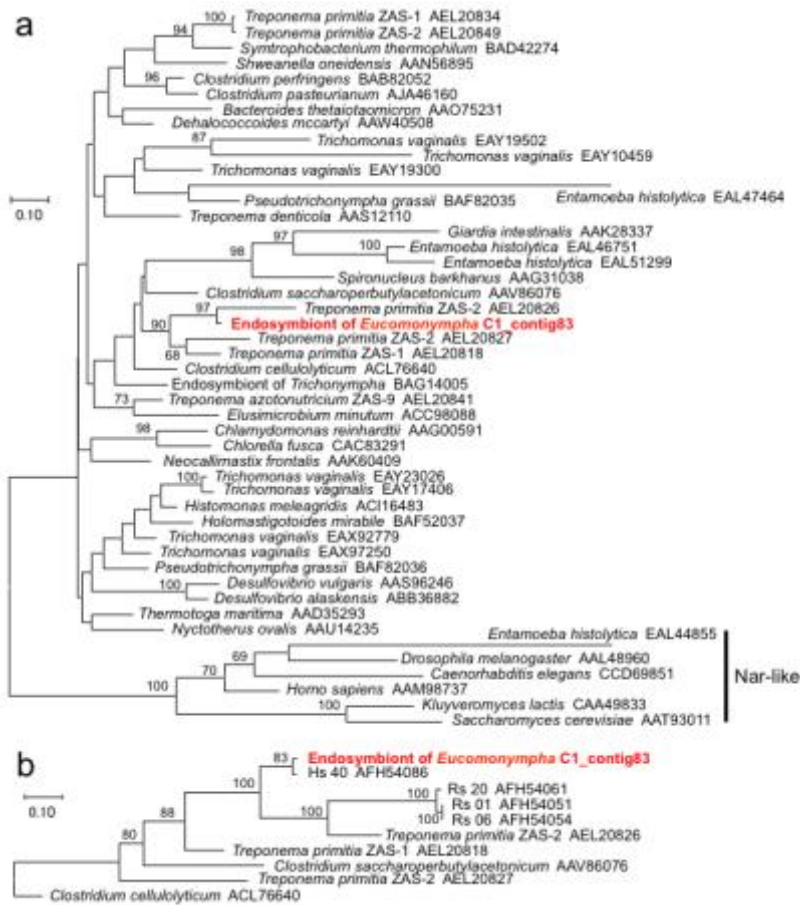 a
100 Treponema primitia ZAS-1 AEL20834
94 Treponema primitia ZAS-2 AEL20849
Symtrophobacterium thermophilum BAD42274
Shweanella oneidensis AAN56895
96 Clostridium perfringens BAB82052
Clostridium pasteurianum AJA46160
Bacteroides thetaiotaomicron AAO75231
Dehalococcoides mccartyi AAW40508
87 Trichomonas vaginalis EAY19502
Trichomonas vaginalis EAY10459
Trichomonas vaginalis EAY19300
0.10
Entamoeba histolytica EAL47464
Pseudotrichonympha grassii BAF82035
Treponema denticola AAS12110
97 Giardia intestinalis AAK28337
98 100 Entamoeba histolytica EAL46751
Entamoeba histolytica EAL51299
Spironucleus barkhanus AAG31038
Clostridium saccharoperbutylacetonicum AAV86076
97 Treponema primitia ZAS-2 AEL20826
90 Endosymbiont of Eucomonympha C1_contig83
Treponema primitia ZAS-2 AEL20827
68 Treponema primitia ZAS-1 AEL20818
Clostridium cellulolyticum ACL76640
Endosymbiont of Trichonympha BAG14005
73 Treponema azotonutricium ZAS-9 AEL20841
Elusimicrobium minutum ACC98088
98 Chlamydomonas reinhardtii AAG00591
Chlorella fusca CAC83291
Neocallimastix frontalis AAK60409
100 Trichomonas vaginalis EAY23026
Trichomonas vaginalis EAY17406
Histomonas meleagridis ACI16483
Holomastigotoides mirabile BAF52037
Trichomonas vaginalis EAX92779
Trichomonas vaginalis EAX97250
Pseudotrichonympha grassii BAF82036
100 Desulfovibrio vulgaris AAS96246
Desulfovibrio alaskensis ABB36882
Thermotoga maritima AAD35293
Nyctotherus ovalis AAU14235
Entamoeba histolytica EAL44855
69 Drosophila melanogaster AAL48960
70 Caenorhabditis elegans CCD69851
Nar-like
Homo sapiens AAM98737
100 100 Kluyveromyces lactis CAA49833
Saccharomyces cerevisiae AAT93011
b
83 Endosymbiont of Eucomonympha C1_contig83
Hs 40 AFH54086
100 100 Rs 20 AFH54061
0.10
100 Rs 01 AFH54051
88 100 Rs 06 AFH54054
Treponema primitia ZAS-2 AEL20826
80 Treponema primitia ZAS-1 AEL20818
Clostridium saccharoperbutylacetonicum AAV86076
Treponema primitia ZAS-2 AEL20827
Clostridium cellulolyticum ACL76640